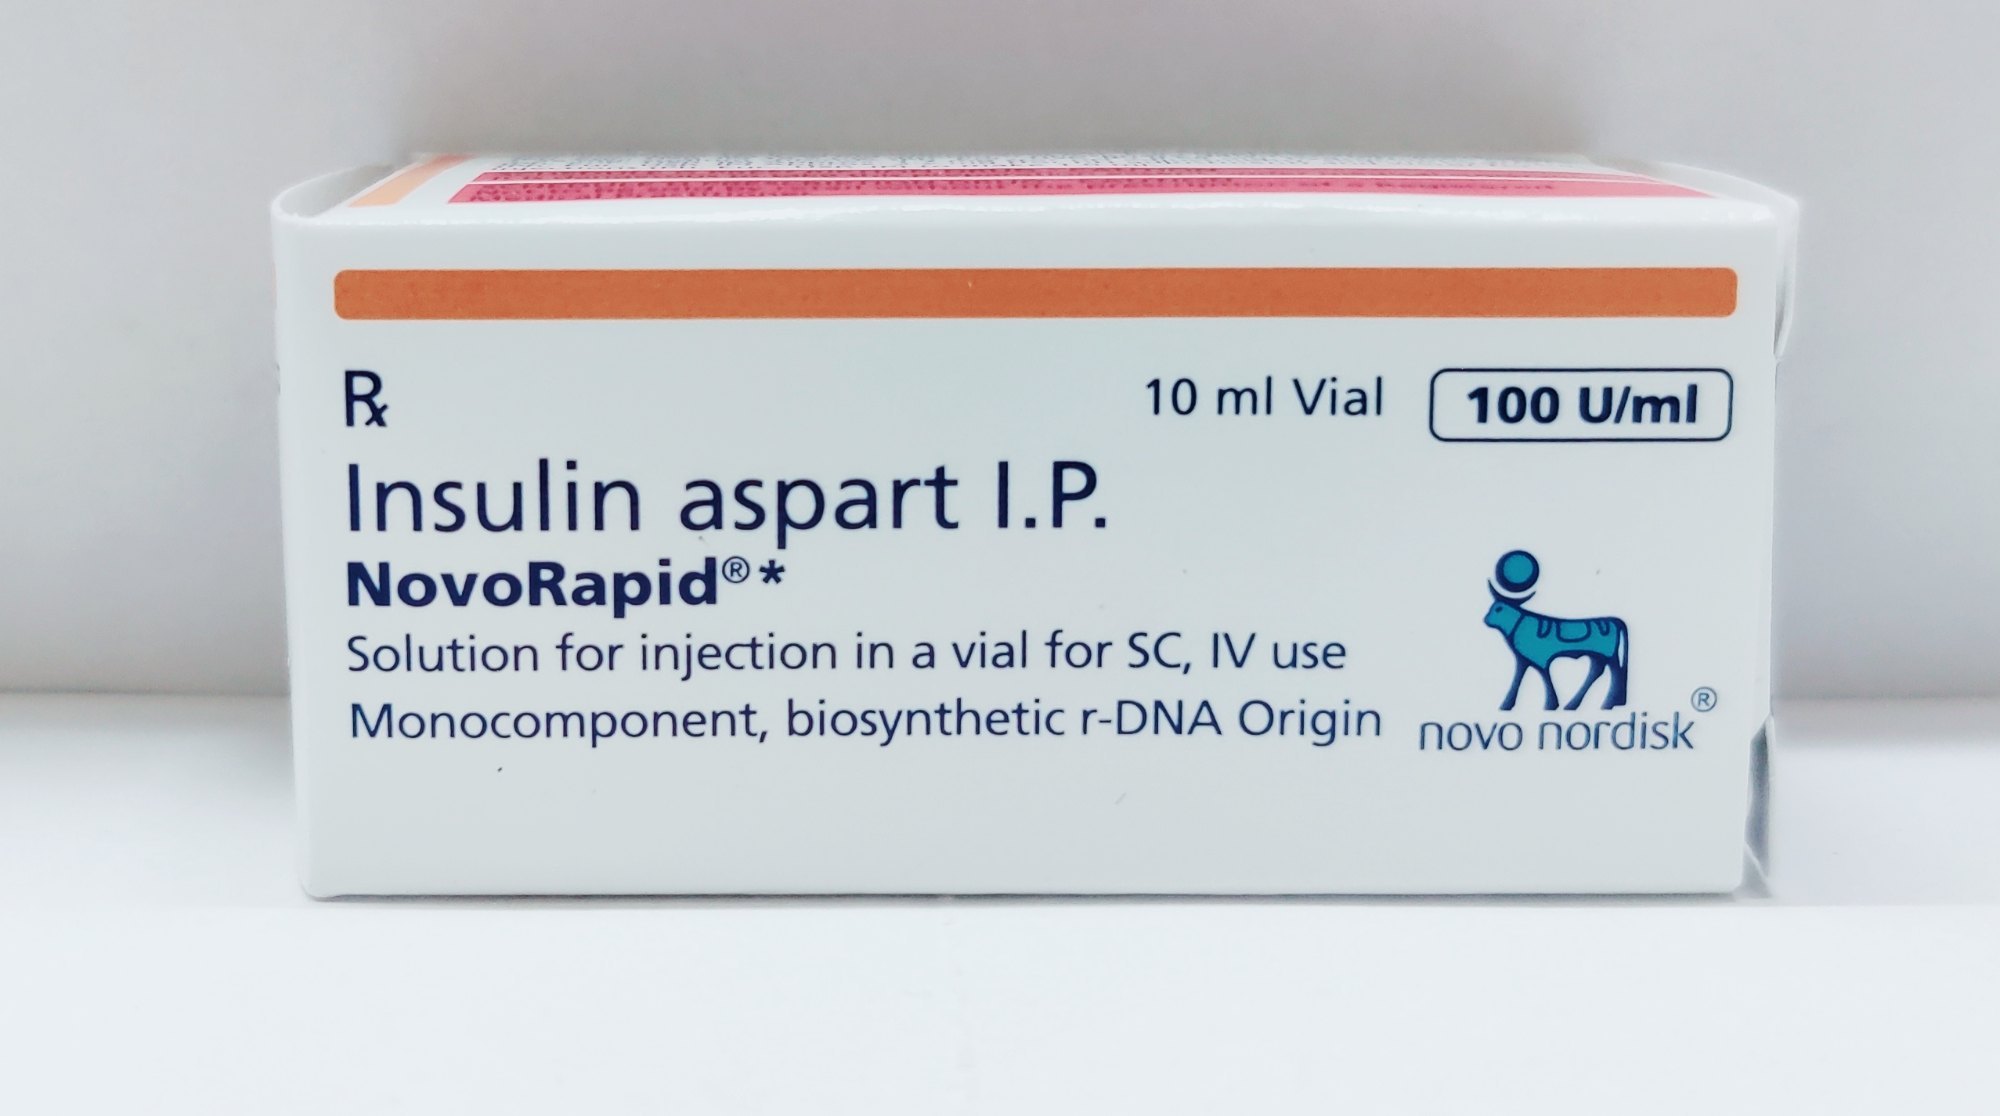 Rx
10 ml Vial 100 U/ml
Insulin aspart I.P.
NovoRapid®*
Solution for injection in a vial for SC, IV use
Monocomponent, biosynthetic r-DNA Origin
novo nordisk®